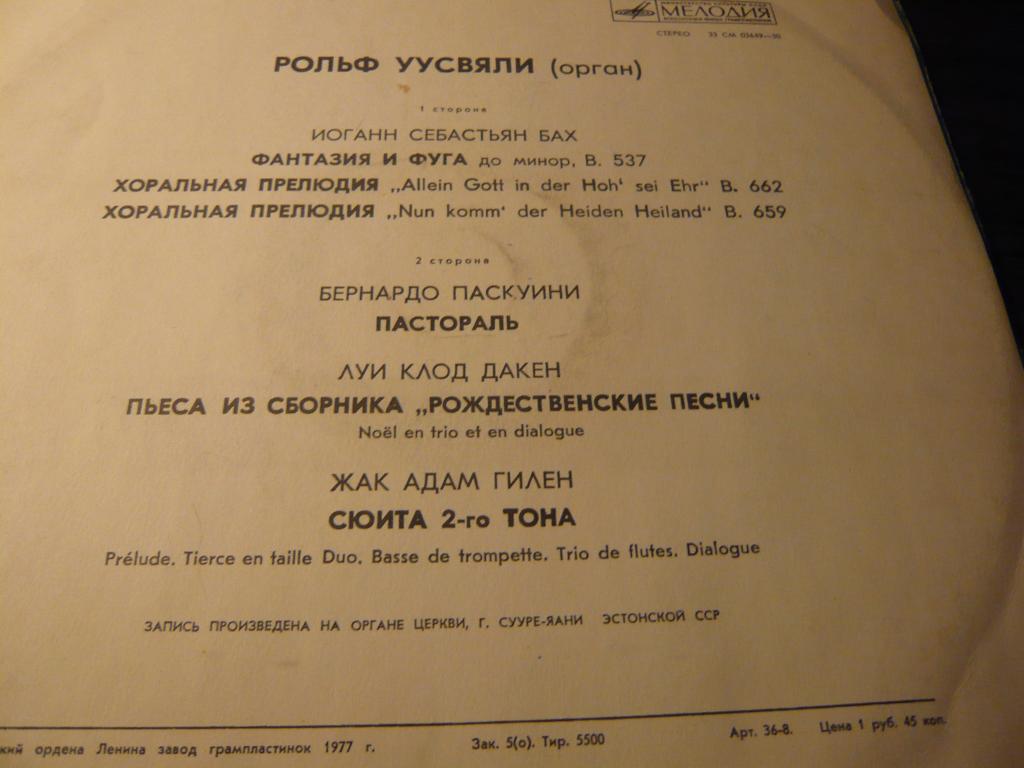 МЕЛОДИЯ
СТЕРЕО 33 СМ 03649—50
РОЛЬФ УУСВЯЛИ (орган)
1 сторона
ИОГАНН СЕБАСТЬЯН БАХ
ФАНТАЗИЯ И ФУГА до минор, В. 537
ХОРАЛЬНАЯ ПРЕЛЮДИЯ „Allein Gott in der Hoh' sei Ehr" В. 662
ХОРАЛЬНАЯ ПРЕЛЮДИЯ „Nun komm' der Heiden Heiland" В. 659
2 сторона
БЕРНАРДО ПАСКУИНИ
ПАСТОРАЛЬ
ЛУИ КЛОД ДАКЕН
ПЬЕСА ИЗ СБОРНИКА „РОЖДЕСТВЕНСКИЕ ПЕСНИ"
Noël en trio et en dialogue
ЖАК АДАМ ГИЛЕН
СЮИТА 2-го ТОНА
Prélude. Tierce en taille Duo. Basse de trompette. Trio de flutes. Dialogue
ЗАПИСЬ ПРОИЗВЕДЕНА НА ОРГАНЕ ЦЕРКВИ, Г. СУУРЕ-ЯАНИ ЭСТОНСКОЙ ССР
кий ордена Ленина завод грампластинок 1977 г. Зак. 5(о). Тир. 5500 Арт. 36-8. Цена 1 руб. 45 коп.